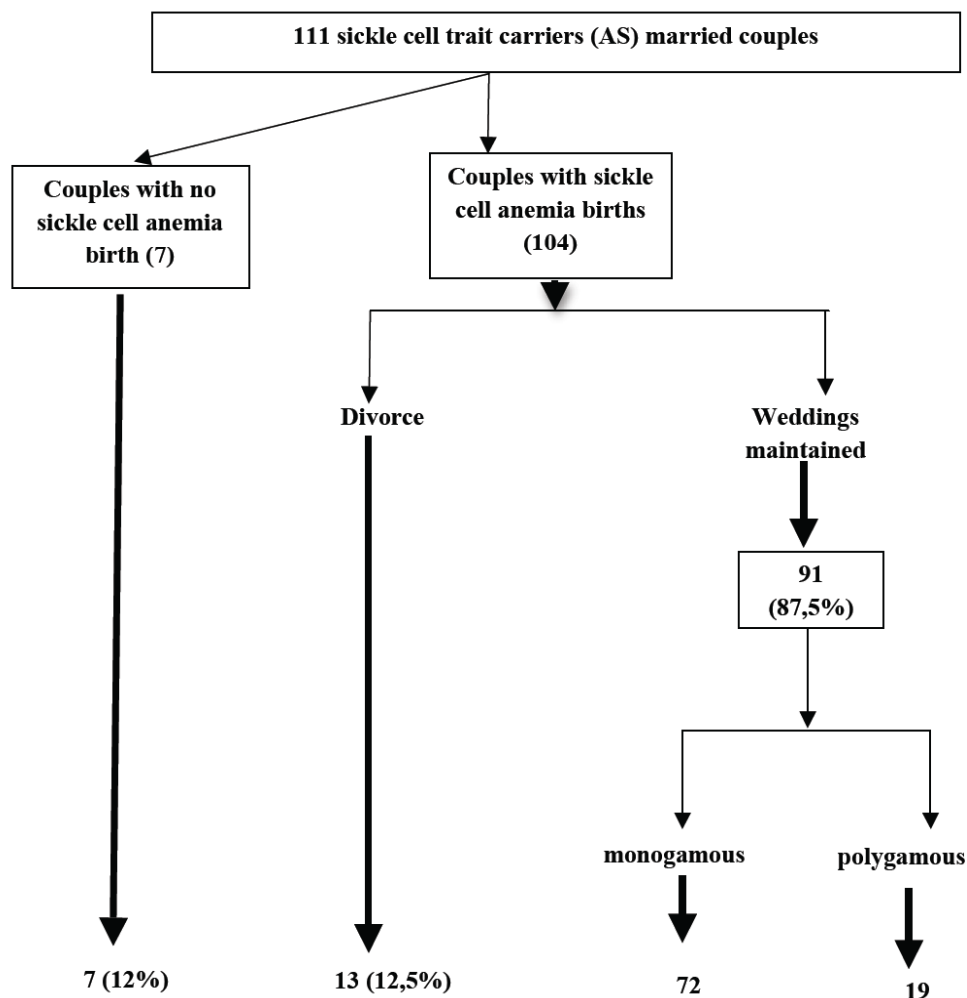 111 sickle cell trait carriers (AS) married couples
Couples with no
sickle cell anemia
birth (7)
Couples with sickle
cell anemia births
(104)
Divorce
Weddings
maintained
91
(87,5%)
monogamous
polygamous
7 (12%)
13 (12,5%)
72
19